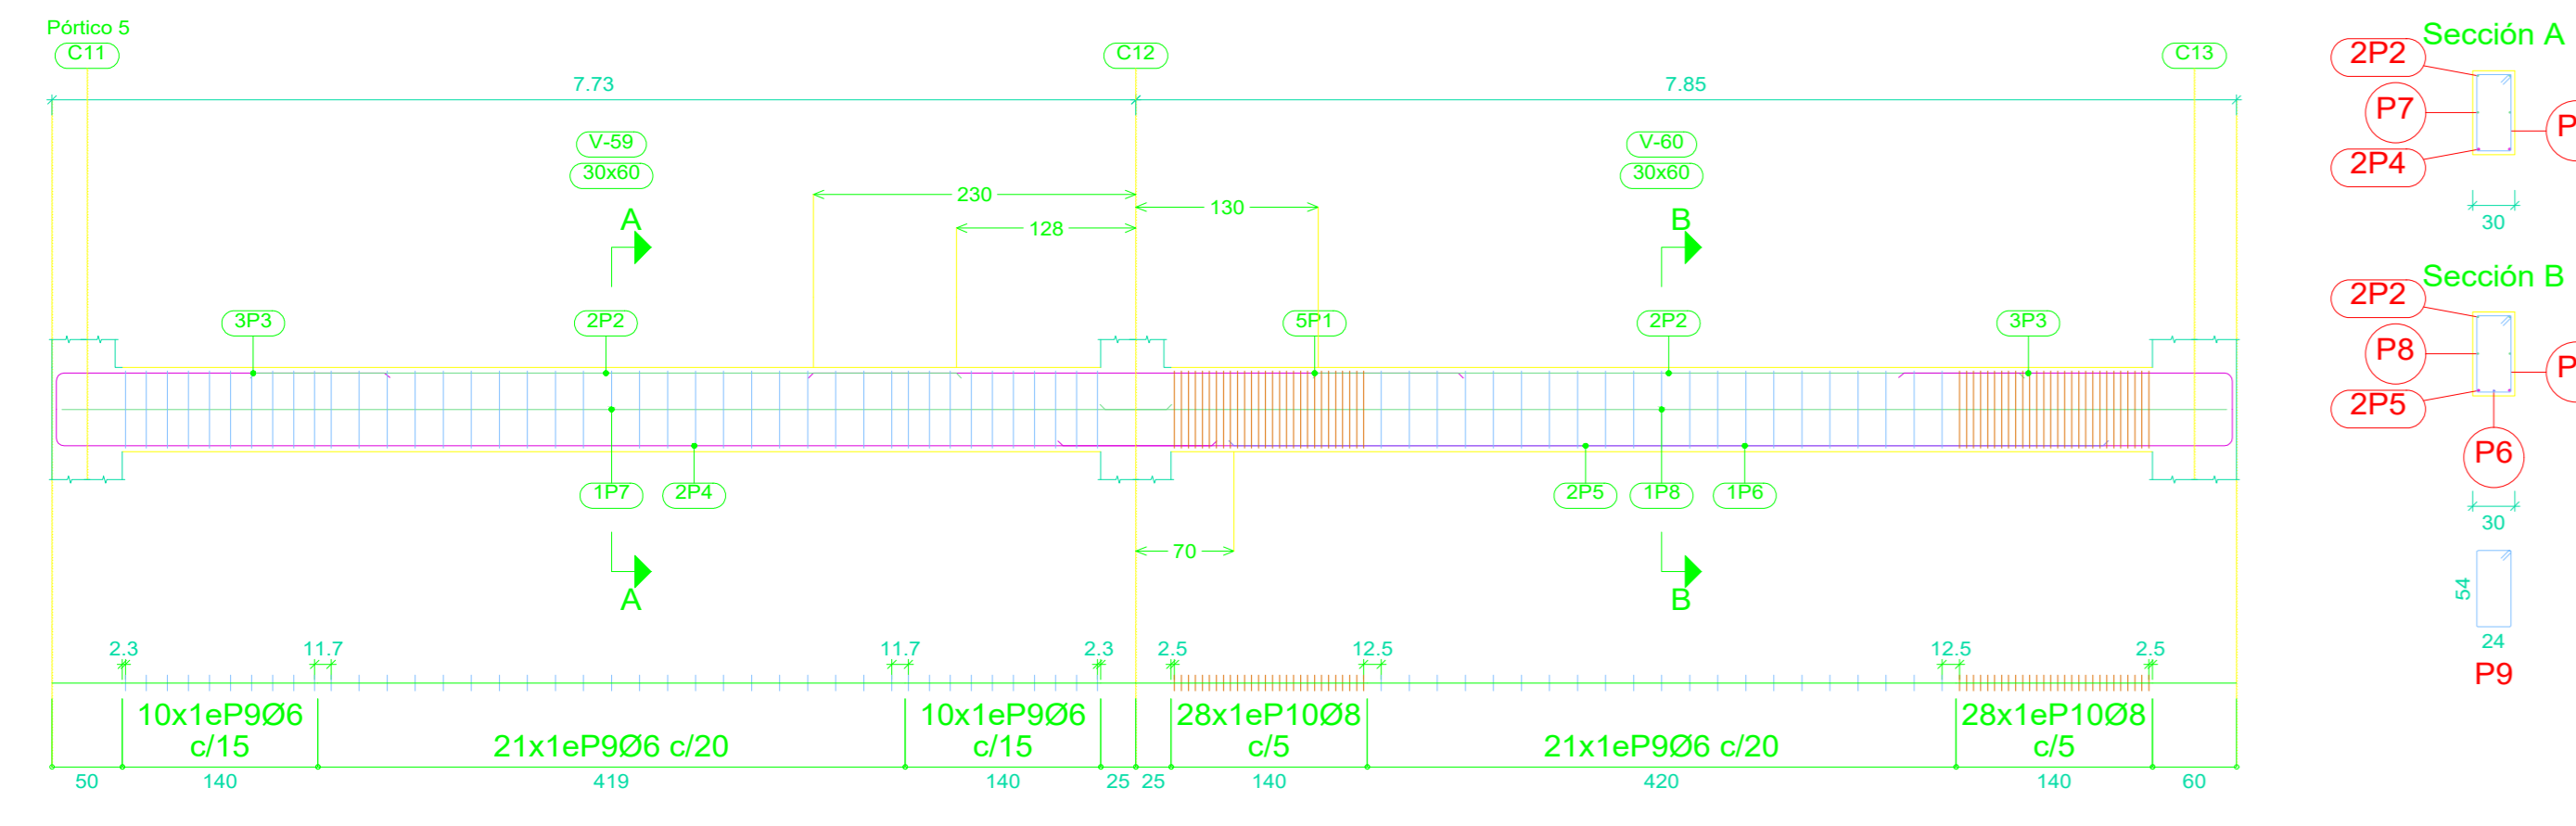 Pórtico 5
C11
C12
C13
7.73
7.85
V-59
30x60
V-60
30x60
230
128
130
A
B
3P3
2P2
5P1
2P2
3P3
1P7
2P4
2P5
1P8
1P6
70
A
B
2.3
11.7
11.7
2.3
2.5
12.5
12.5
2.5
10x1eP9Ø6
c/15
21x1eP9Ø6 c/20
10x1eP9Ø6
c/15
28x1eP10Ø8
c/5
21x1eP9Ø6 c/20
28x1eP10Ø8
c/5
50
140
419
140
25
25
140
420
140
60
Sección A
2P2
P7
P
2P4
30
Sección B
2P2
P8
P
2P5
P6
30
54
24
P9